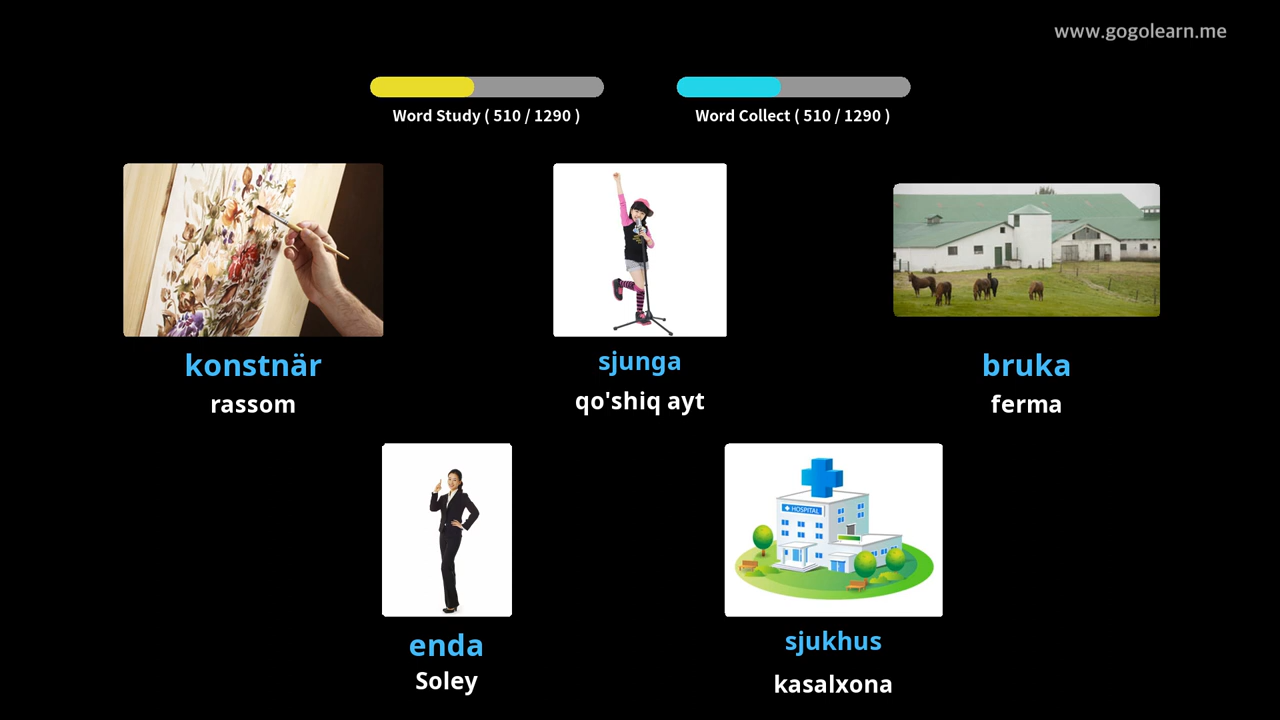 www.gogolearn.me
Word Study ( 510 / 1290 )
Word Collect ( 510 / 1290 )
konstnär
rassom
sjunga
qo'shiq ayt
bruka
ferma
HOSPITAL
enda
Soley
sjukhus
kasalxona